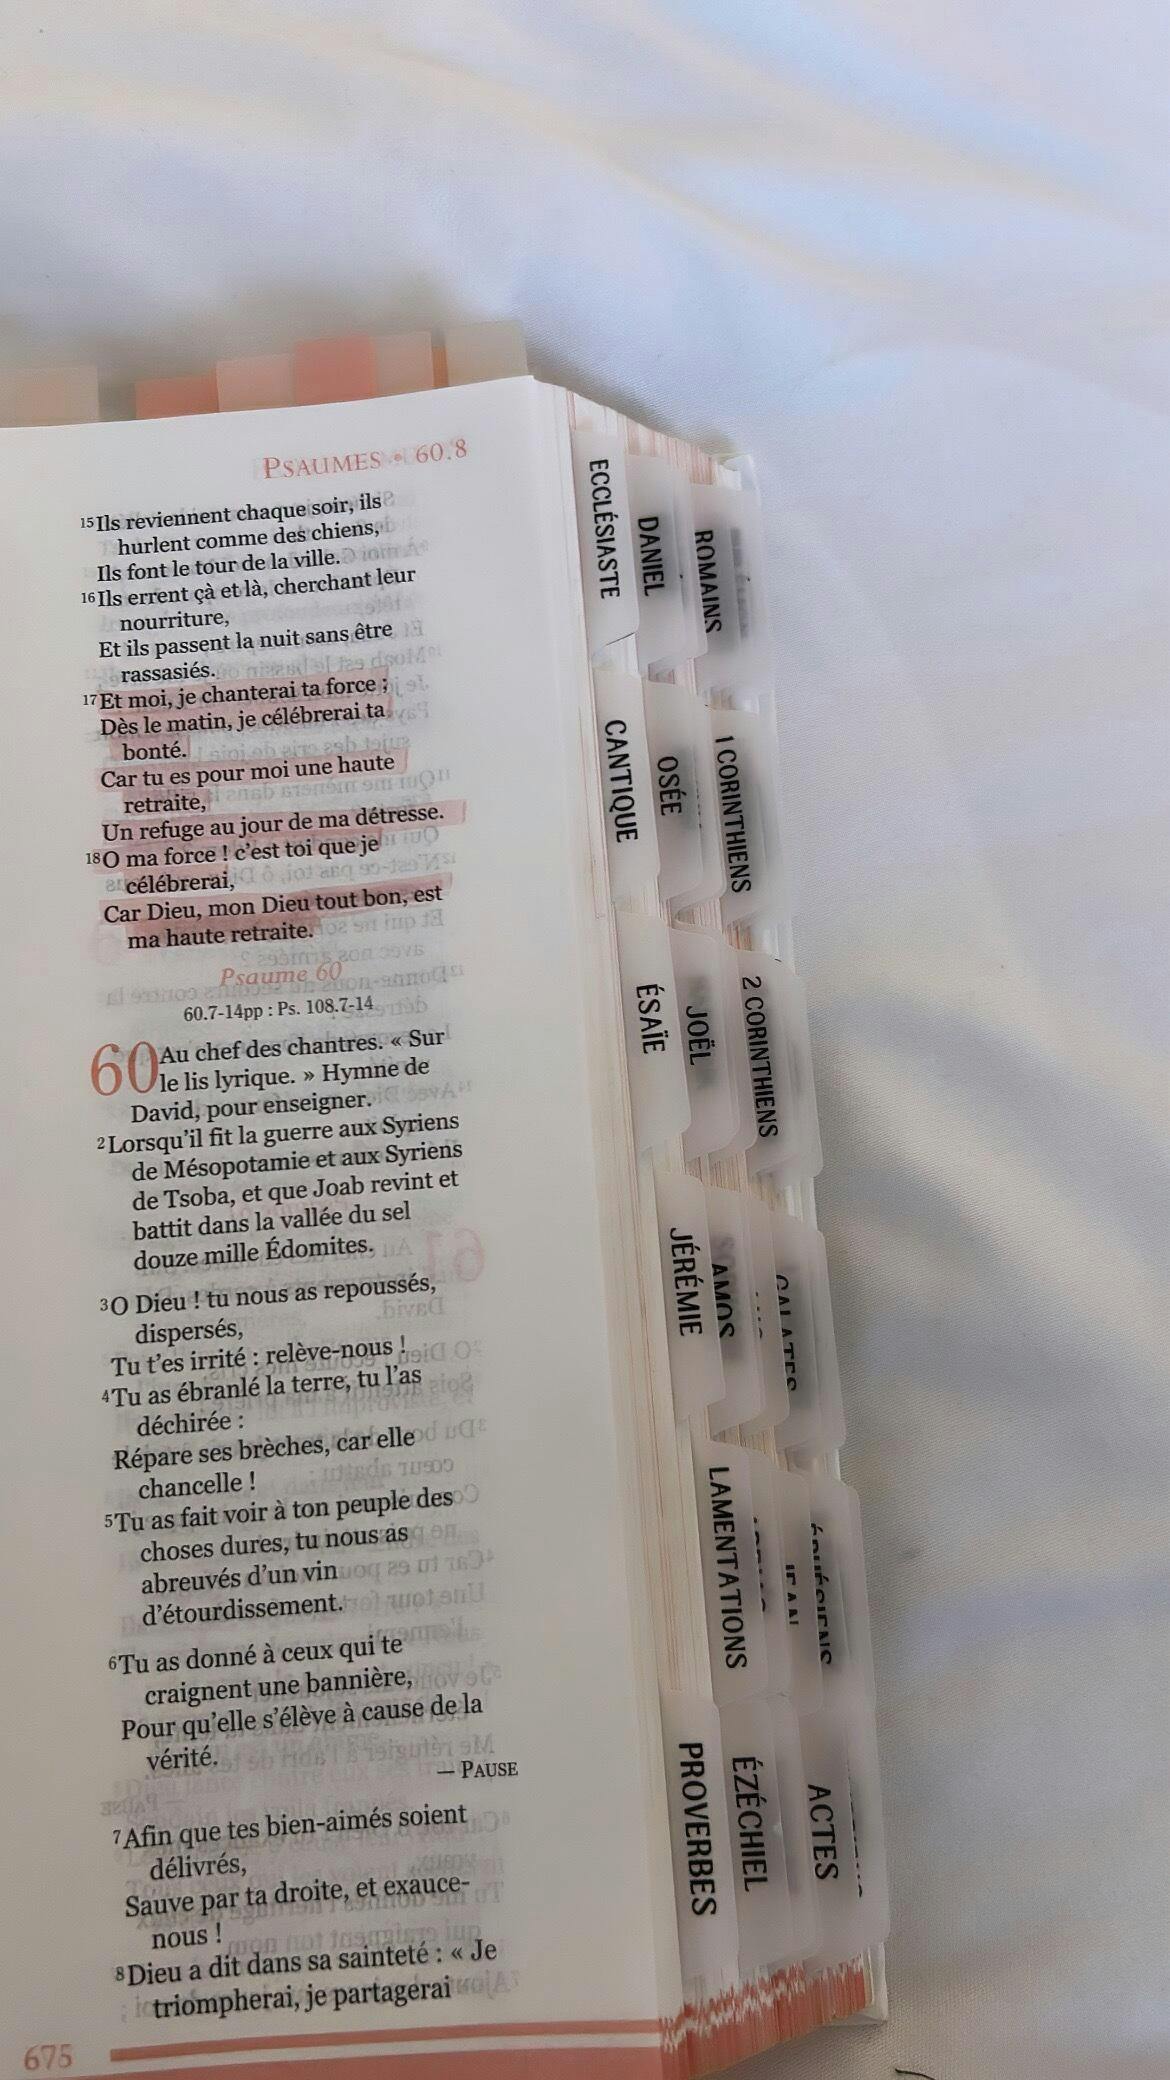 PSAUMES • 60.8
15Ils reviennent chaque soir, ils
hurlent comme des chiens,
Ils font le tour de la ville.
16Ils errent çà et là, cherchant leur
nourriture,
Et ils passent la nuit sans être
rassasiés.
17Et moi, je chanterai ta force ;
Dès le matin, je célébrerai ta
bonté.
Car tu es pour moi une haute
retraite,
Un refuge au jour de ma détresse.
18O ma force ! c'est toi que je
célébrerai,
Car Dieu, mon Dieu tout bon, est
ma haute retraite.
Psaume 60
60.7-14pp : Ps. 108.7-14
60 Au chef des chantres. « Sur
le lis lyrique. » Hymne de
David, pour enseigner.
2Lorsqu'il fit la guerre aux Syriens
de Mésopotamie et aux Syriens
de Tsoba, et que Joab revint et
battit dans la vallée du sel
douze mille Édomites.
3O Dieu ! tu nous as repoussés,
dispersés,
Tu t'es irrité : relève-nous !
4Tu as ébranlé la terre, tu l'as
déchirée :
Répare ses brèches, car elle
chancelle !
5Tu as fait voir à ton peuple des
choses dures, tu nous as
abreuvés d'un vin
d'étourdissement.
6Tu as donné à ceux qui te
craignent une bannière,
Pour qu'elle s'élève à cause de la
vérité.
— PAUSE
7Afin que tes bien-aimés soient
délivrés,
Sauve par ta droite, et exauce-
nous !
8Dieu a dit dans sa sainteté : « Je
triompherai, je partagerai
675
ECCLÉSIASTE
DANIEL
ROMAINS
CANTIQUE
OSÉE
1 CORINTHIENS
ÉSAÏE
JOËL
2 CORINTHIENS
JÉRÉMIE
AMOS
GALATES
LAMENTATIONS
JEAN
ÉPHÉSIENS
PROVERBES
ÉZÉCHIEL
ACTES